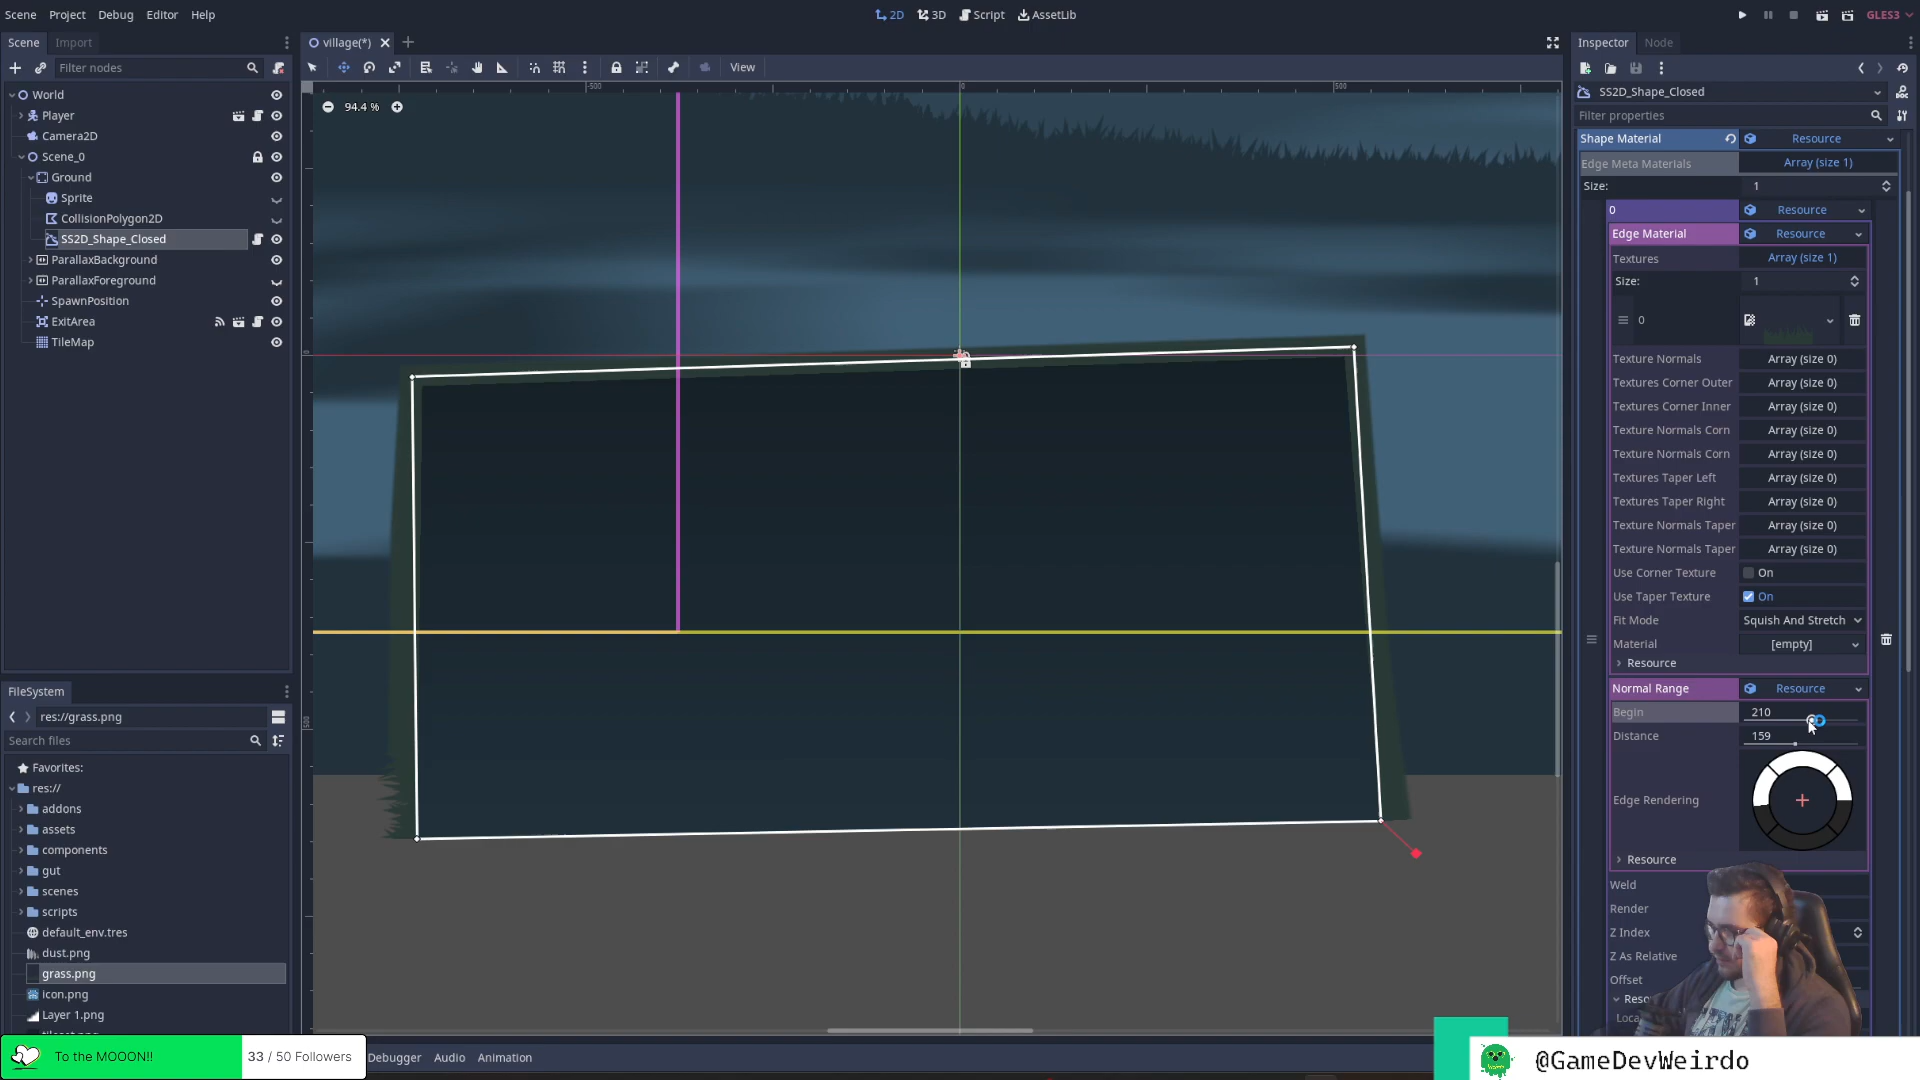 Scene Project Debug Editor Help
2D 3D Script AssetLib
GLES3
Scene Import
village(*)
Inspector Node
Filter nodes
View
World
Player
Camera2D
Scene_0
Ground
Sprite
CollisionPolygon2D
SS2D_Shape_Closed
ParallaxBackground
ParallaxForeground
SpawnPosition
ExitArea
TileMap
-500 0 500
94.4 %
0
500
SS2D_Shape_Closed
Filter properties
Shape Material Resource
Edge Meta Materials Array (size 1)
Size: 1
0 Resource
Edge Material Resource
Textures Array (size 1)
Size: 1
0
Texture Normals Array (size 0)
Textures Corner Outer Array (size 0)
Textures Corner Inner Array (size 0)
Texture Normals Corn Array (size 0)
Texture Normals Corn Array (size 0)
Textures Taper Left Array (size 0)
Textures Taper Right Array (size 0)
Texture Normals Taper Array (size 0)
Texture Normals Taper Array (size 0)
Use Corner Texture On
Use Taper Texture On
Fit Mode Squish And Stretch
Material [empty]
Resource
Normal Range Resource
Begin 210
Distance 159
Edge Rendering
Resource
Weld
Render
Z Index
Z As Relative
Offset
Reso
Loca
FileSystem
res://grass.png
Search files
Favorites:
res://
addons
assets
components
gut
scenes
scripts
default_env.tres
dust.png
grass.png
icon.png
Layer 1.png
To the MOOON!!
33 / 50 Followers
Debugger Audio Animation
@GameDevWeirdo